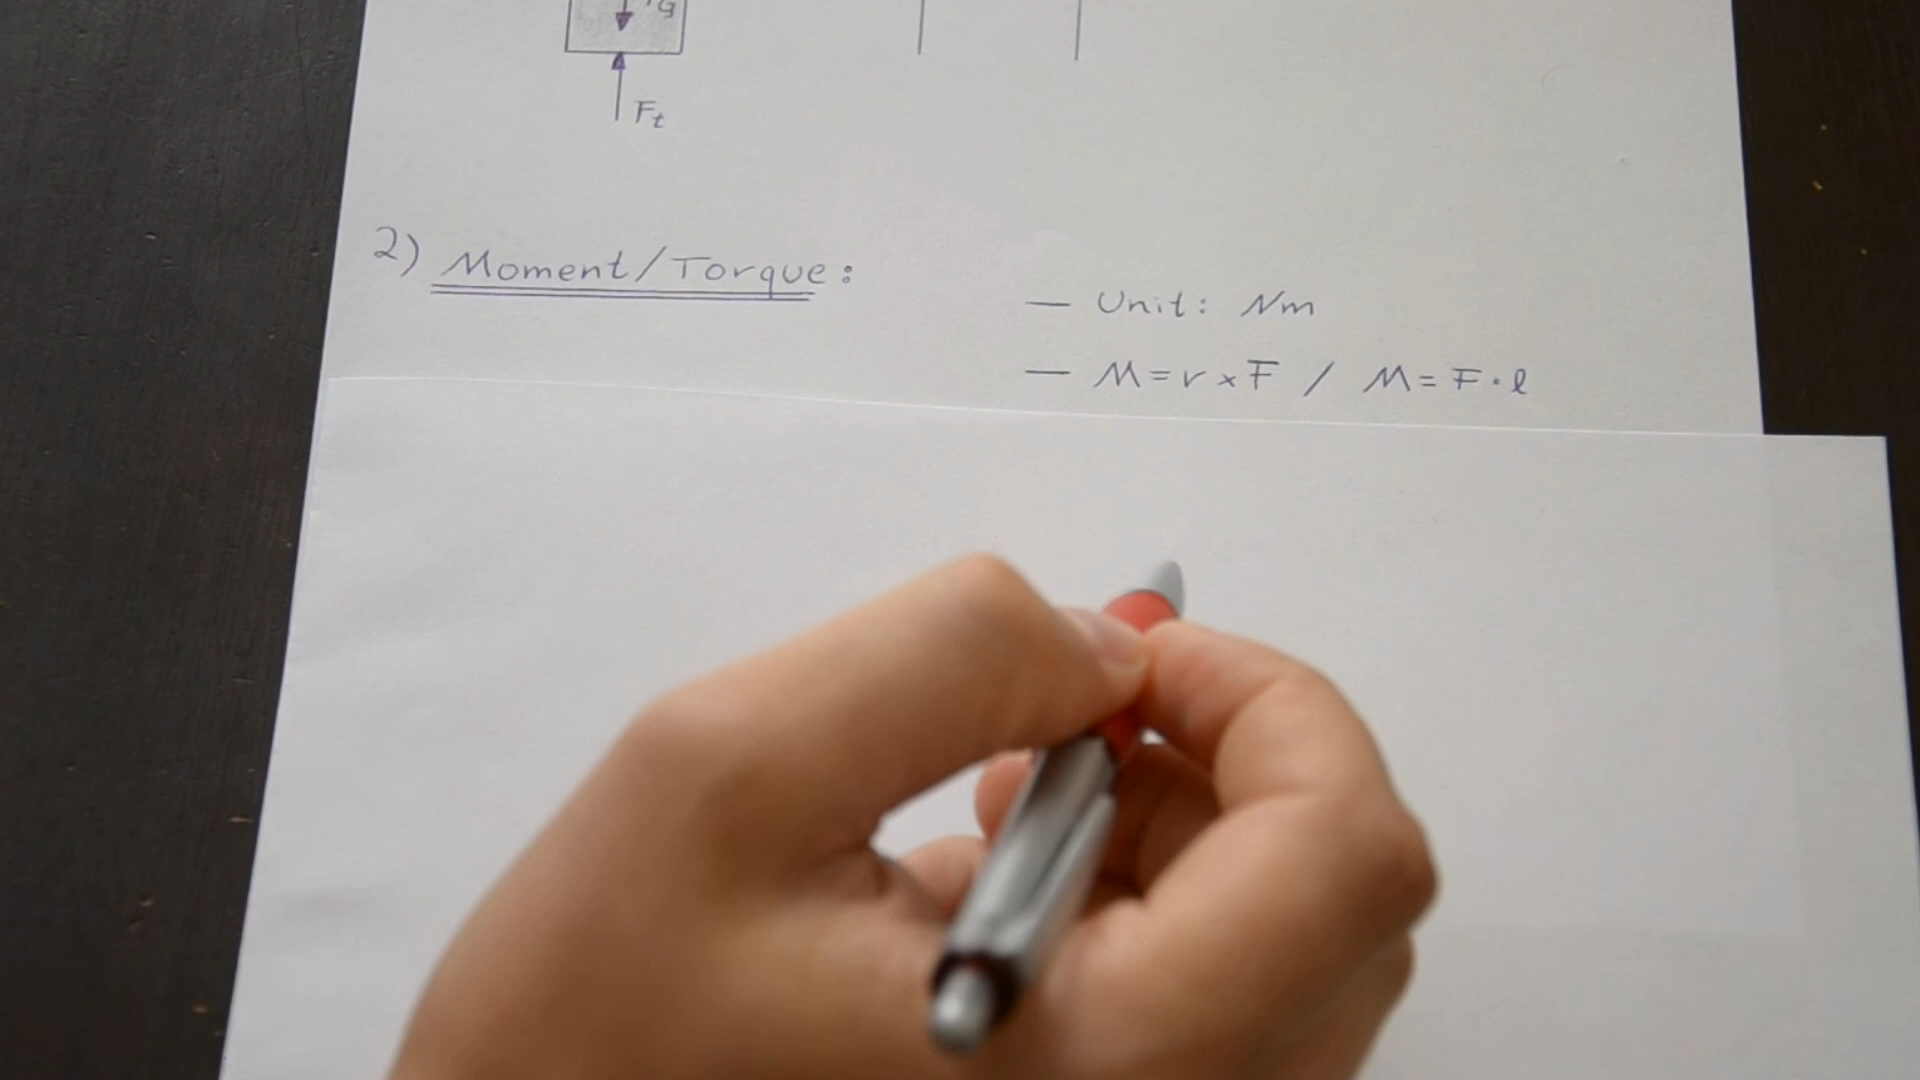 Ft
2) Moment/Torque:
— Unit: Nm
— M=r×F / M=F·l